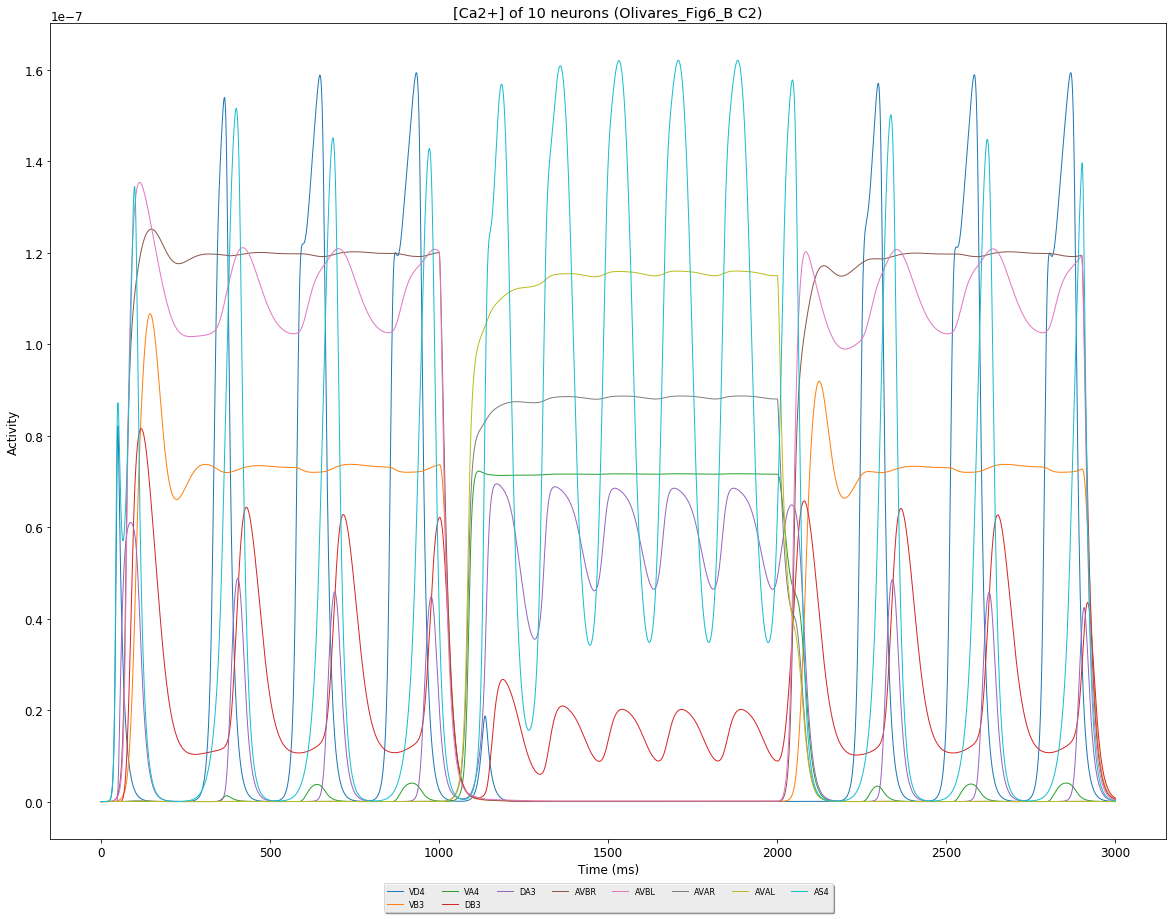 [Ca2+] of 10 neurons (Olivares_Fig6_B C2)
1e−7
1.6
1.4
1.2
1.0
0.8
0.6
0.4
0.2
0.0
Activity
0 500 1000 1500 2000 2500 3000
Time (ms)
VD4 VA4 DA3 AVBR AVBL AVAR AVAL AS4
VB3 DB3